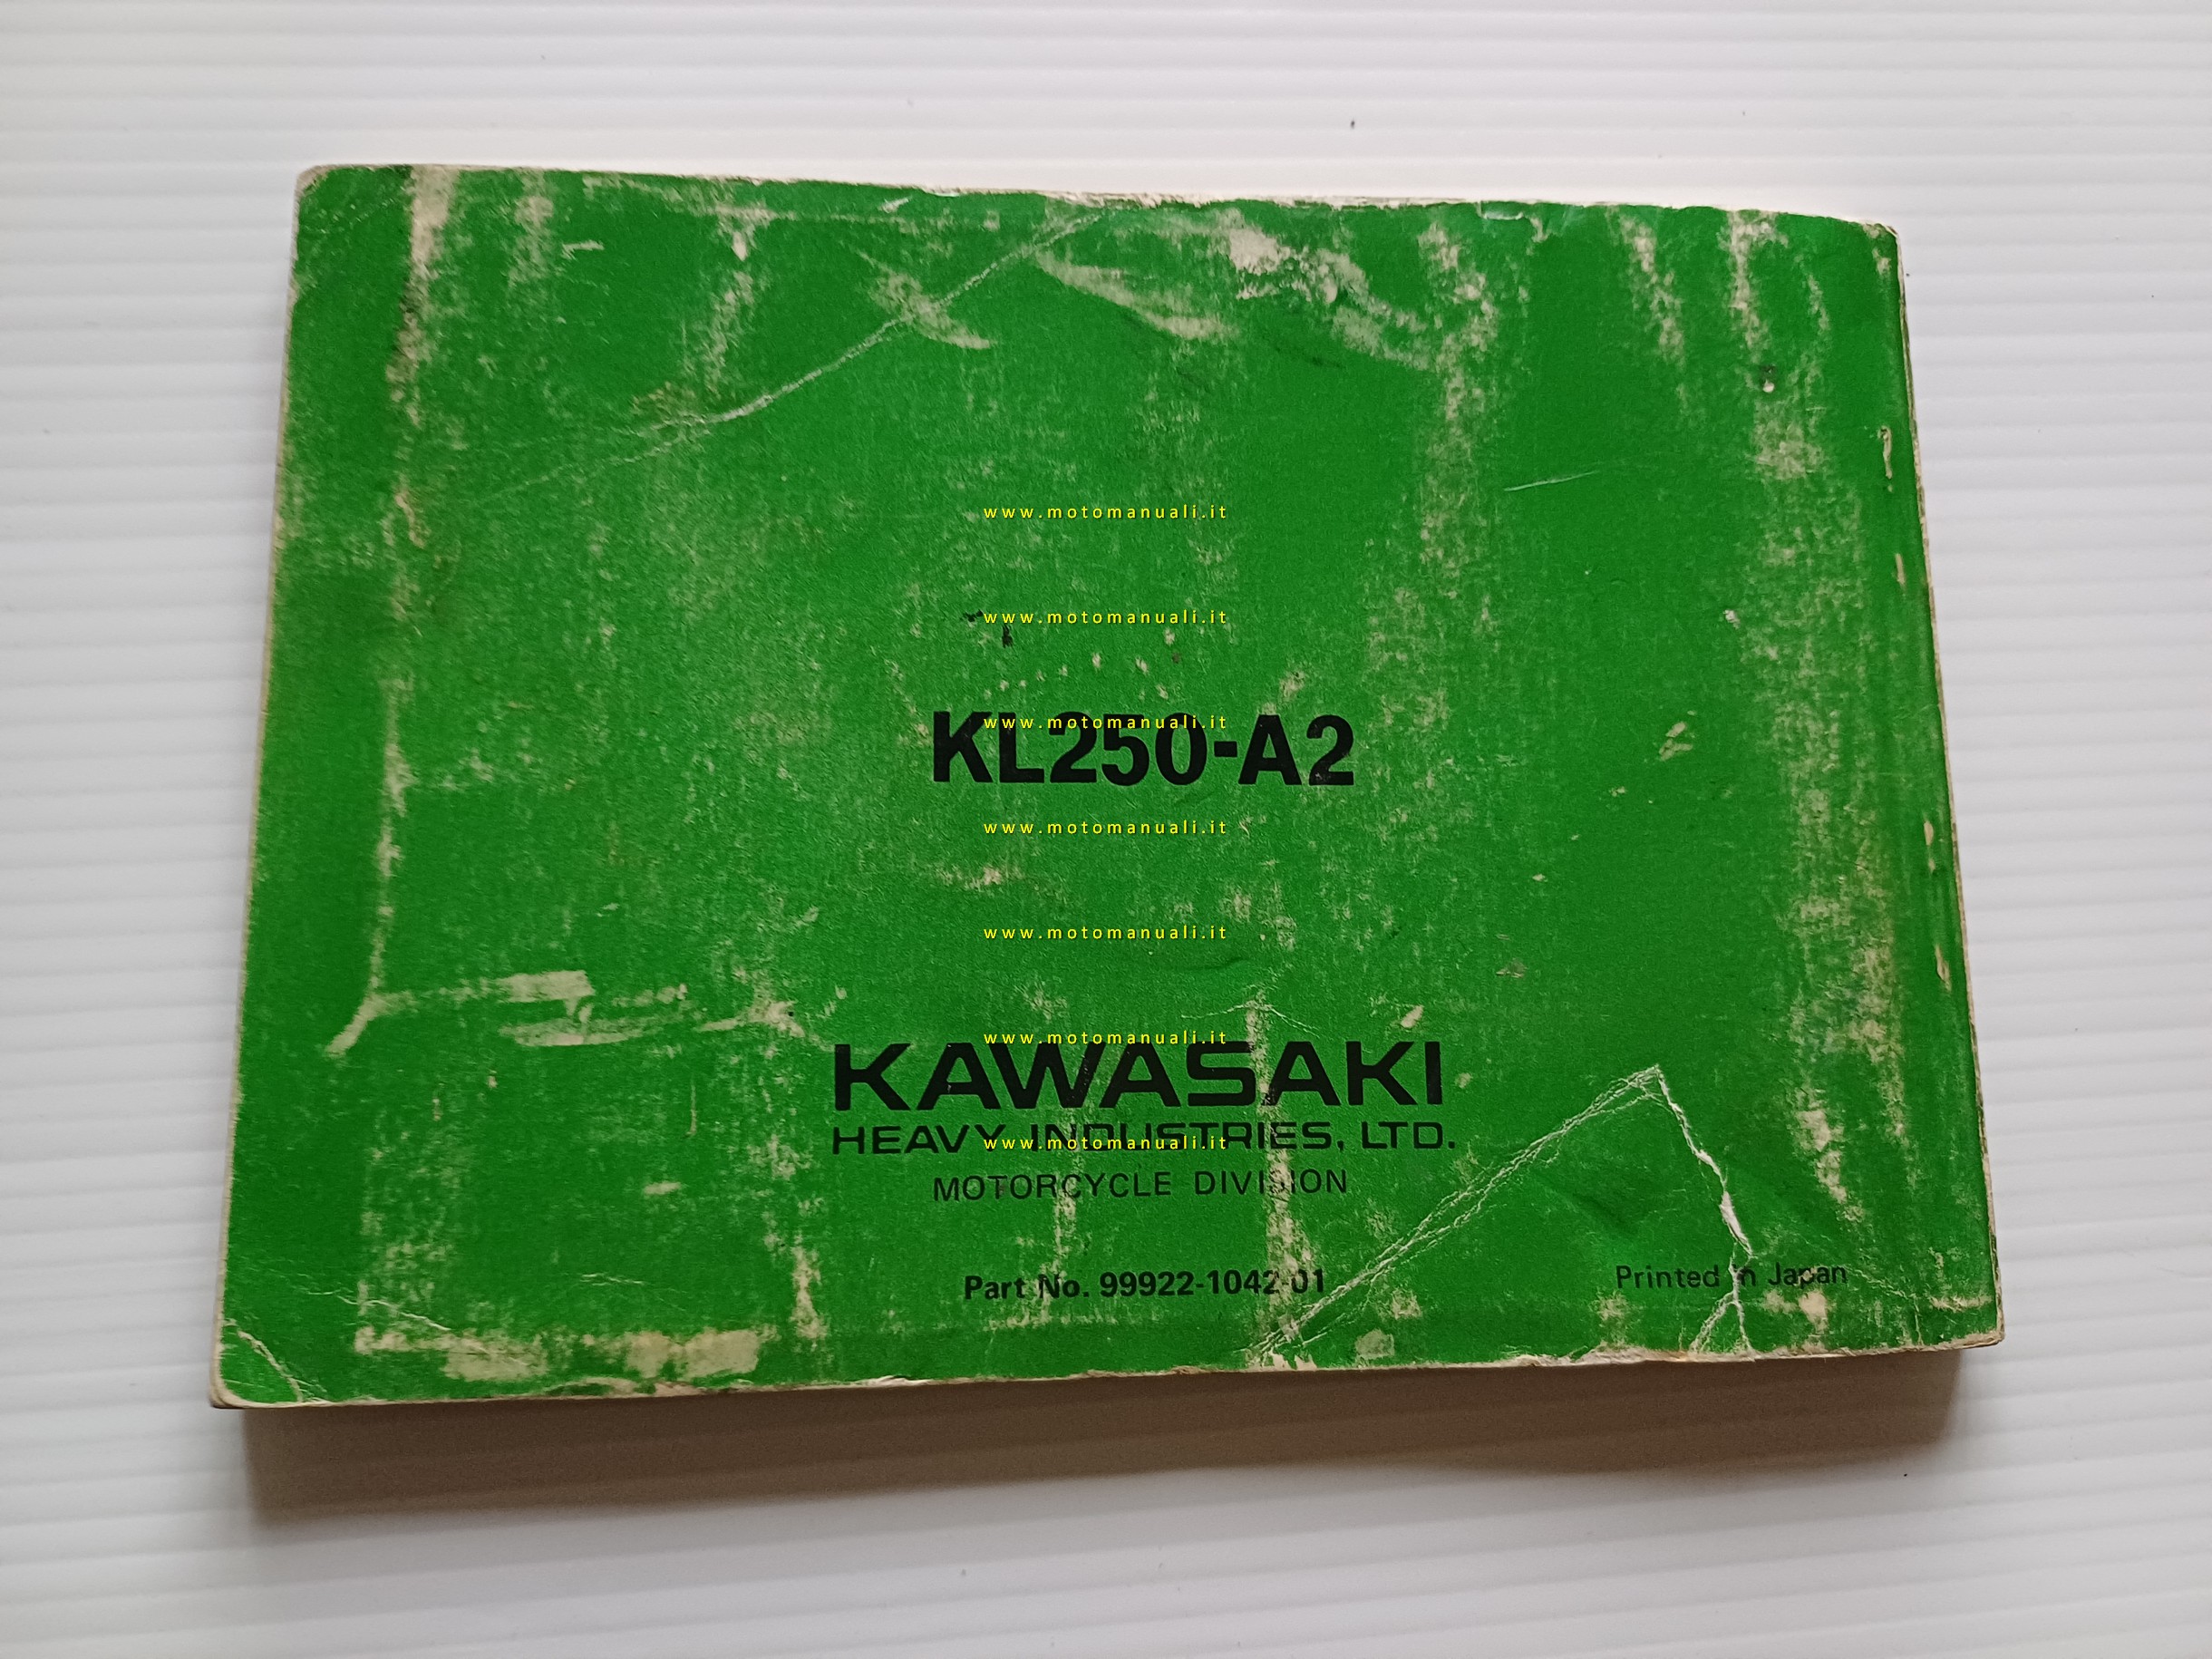 www.motomanuali.it
www.motomanuali.it
www.motomanuali.it
KL250-A2
www.motomanuali.it
www.motomanuali.it
www.motomanuali.it
KAWASAKI
HEAVY INDUSTRIES, LTD.
www.motomanuali.it
MOTORCYCLE DIVISION
Part No. 99922-1042-01
Printed in Japan